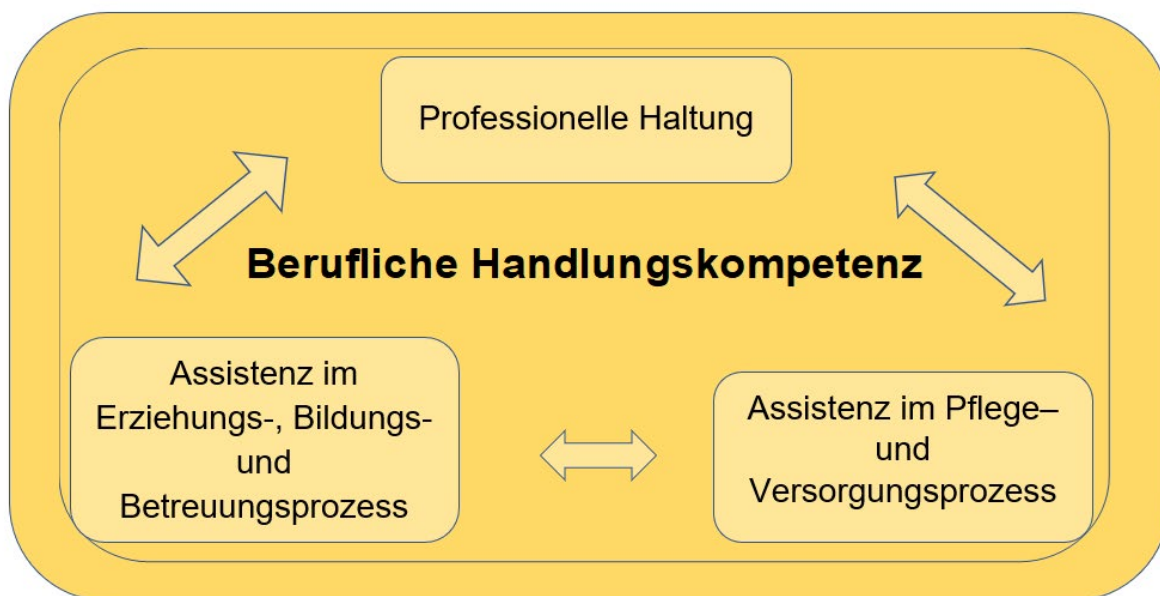 Professionelle Haltung
Berufliche Handlungskompetenz
Assistenz im
Erziehungs-, Bildungs-
und
Betreuungsprozess
Assistenz im Pflege–
und
Versorgungsprozess